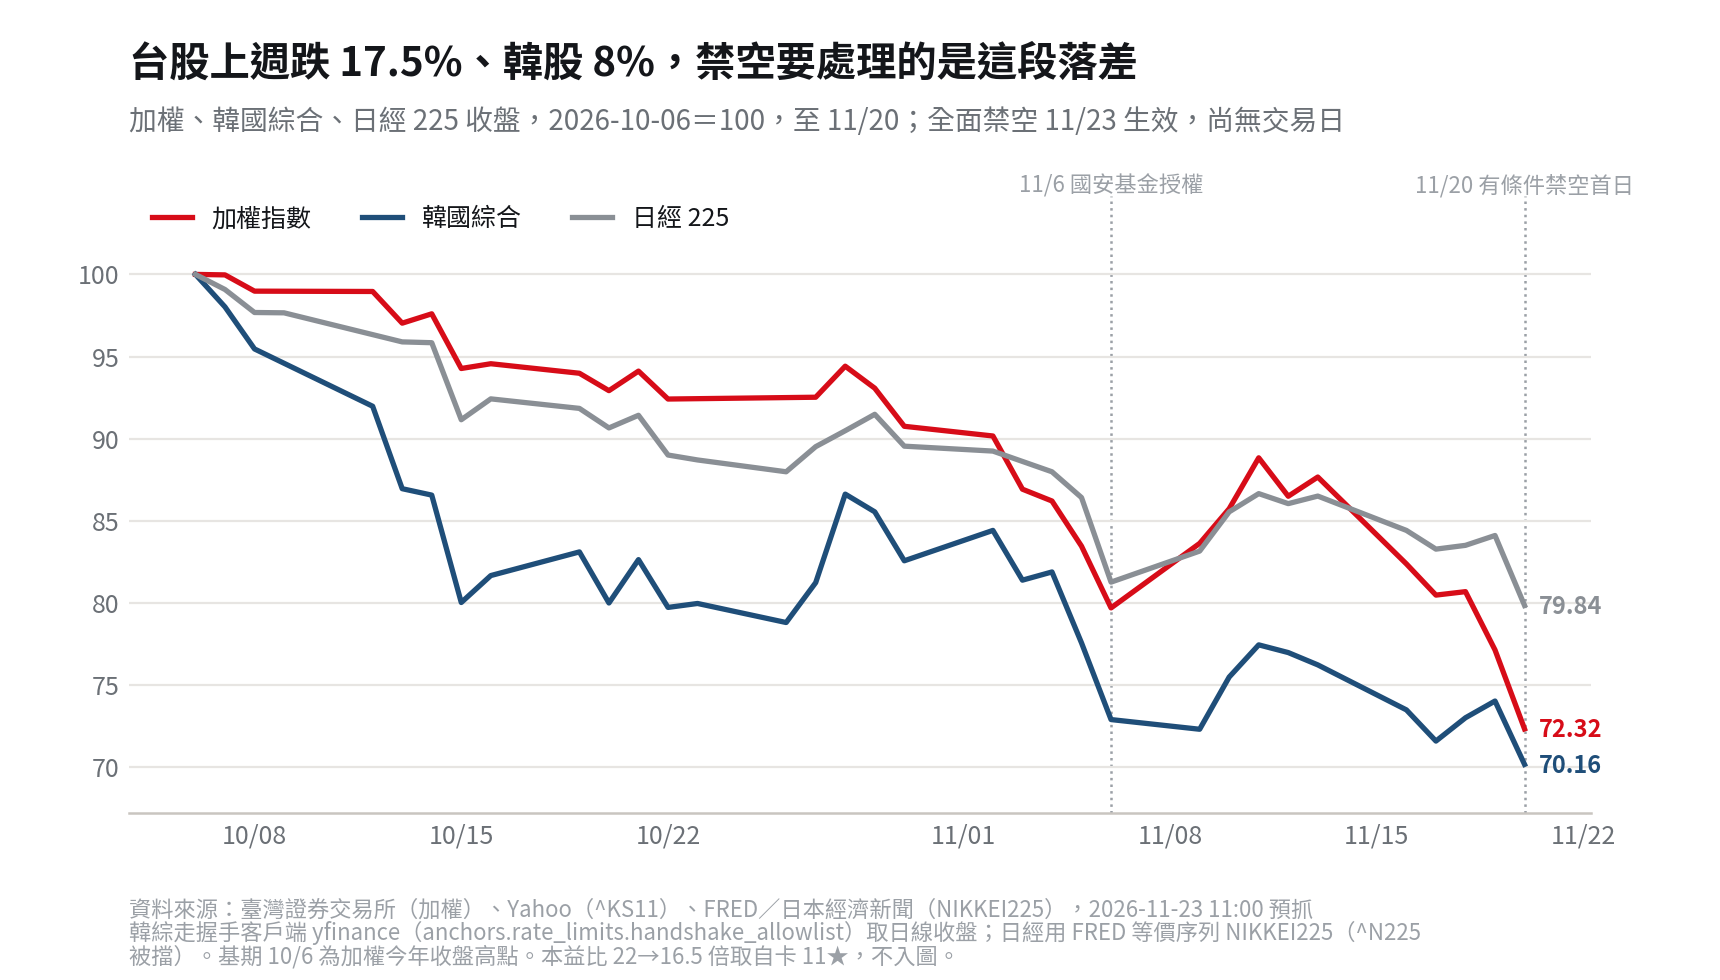 台股上週跌 17.5%、韓股 8%，禁空要處理的是這段落差
加權、韓國綜合、日經 225 收盤，2026-10-06＝100，至 11/20；全面禁空 11/23 生效，尚無交易日
11/6 國安基金授權
11/20 有條件禁空首日
加權指數
韓國綜合
日經 225
100
95
90
85
80
75
70
79.84
72.32
70.16
10/08
10/15
10/22
11/01
11/08
11/15
11/22
資料來源：臺灣證券交易所（加權）、Yahoo（^KS11）、FRED／日本經濟新聞（NIKKEI225），2026-11-23 11:00 預抓
韓綜走握手客戶端 yfinance（anchors.rate_limits.handshake_allowlist）取日線收盤；日經用 FRED 等價序列 NIKKEI225（^N225
被擋）。基期 10/6 為加權今年收盤高點。本益比 22→16.5 倍取自卡 11★，不入圖。